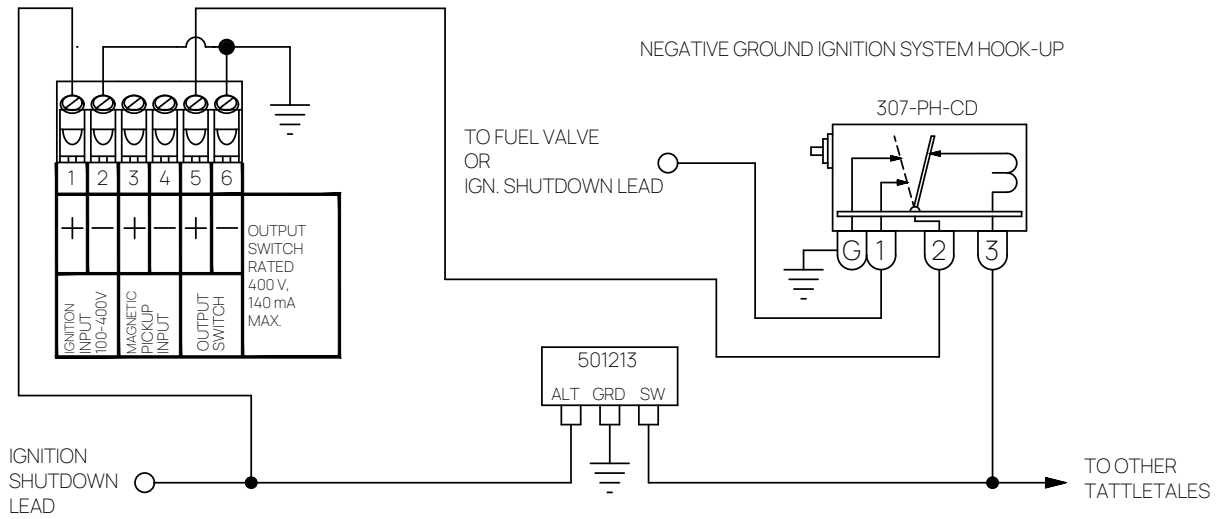 NEGATIVE GROUND IGNITION SYSTEM HOOK-UP
307-PH-CD
TO FUEL VALVE
OR
IGN. SHUTDOWN LEAD
1 2 3 4 5 6
+ − + − + −
OUTPUT
SWITCH
RATED
400 V,
140 mA
MAX.
IGNITION
INPUT
100-400V
MAGNETIC
PICKUP
INPUT
OUTPUT
SWITCH
G 1 2 3
501213
ALT GRD SW
IGNITION
SHUTDOWN
LEAD
TO OTHER
TATTLETALES